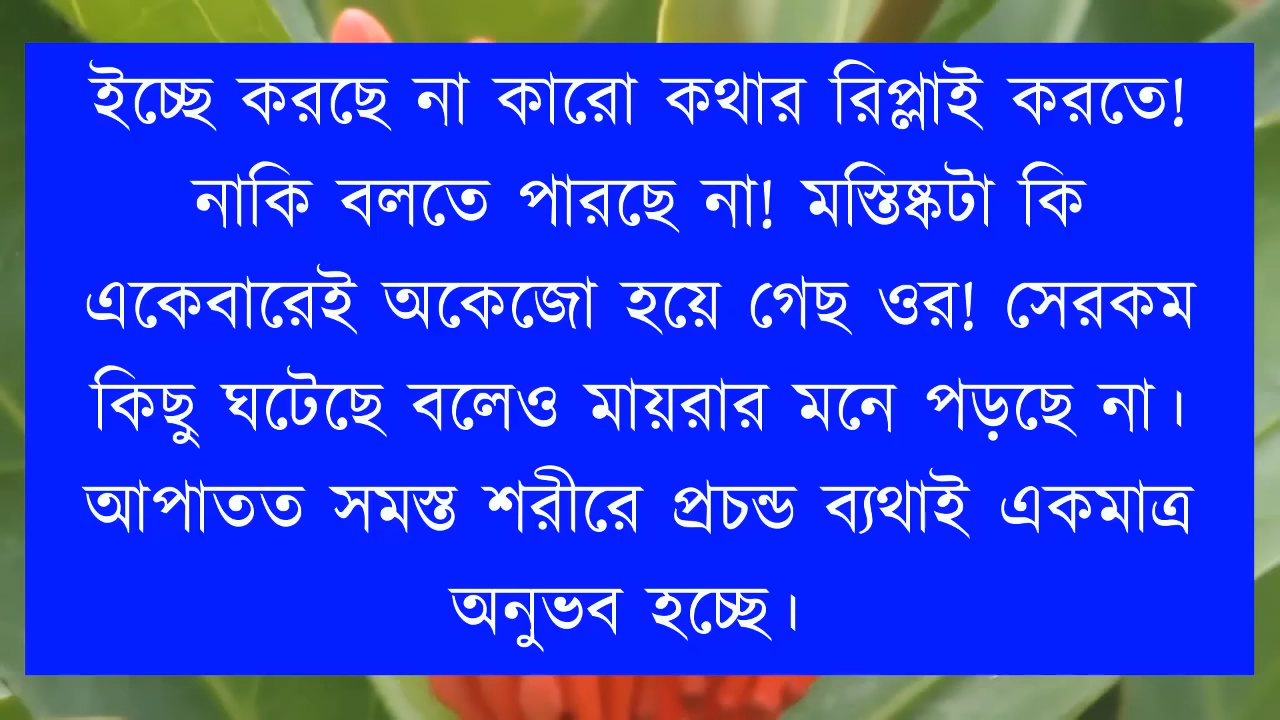 ইচ্ছে করছে না কারো কথার রিপ্লাই করতে!
নাকি বলতে পারছে না! মস্তিষ্কটা কি
একেবারেই অকেজো হয়ে গেছ ওর! সেরকম
কিছু ঘটেছে বলেও মায়রার মনে পড়ছে না।
আপাতত সমস্ত শরীরে প্রচন্ড ব্যথাই একমাত্র
অনুভব হচ্ছে।